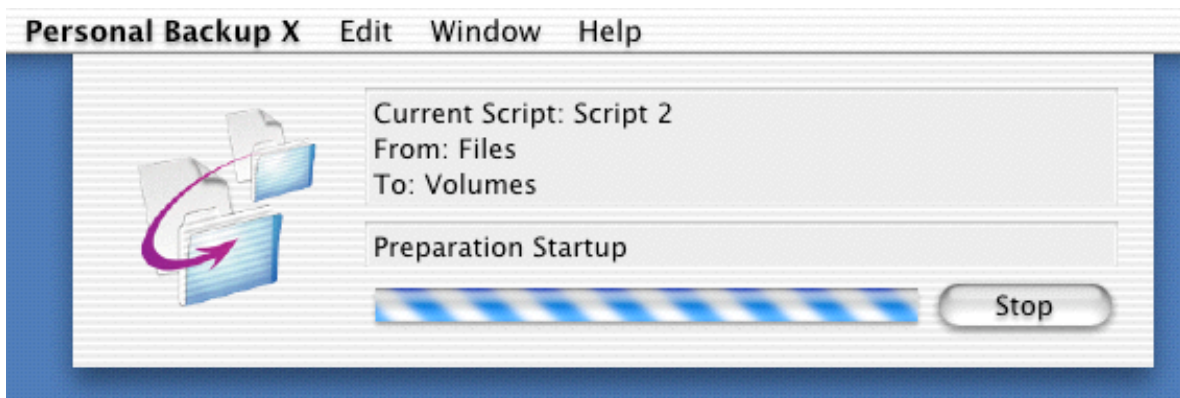 Personal Backup X Edit Window Help
Current Script: Script 2
From: Files
To: Volumes
Preparation Startup
Stop